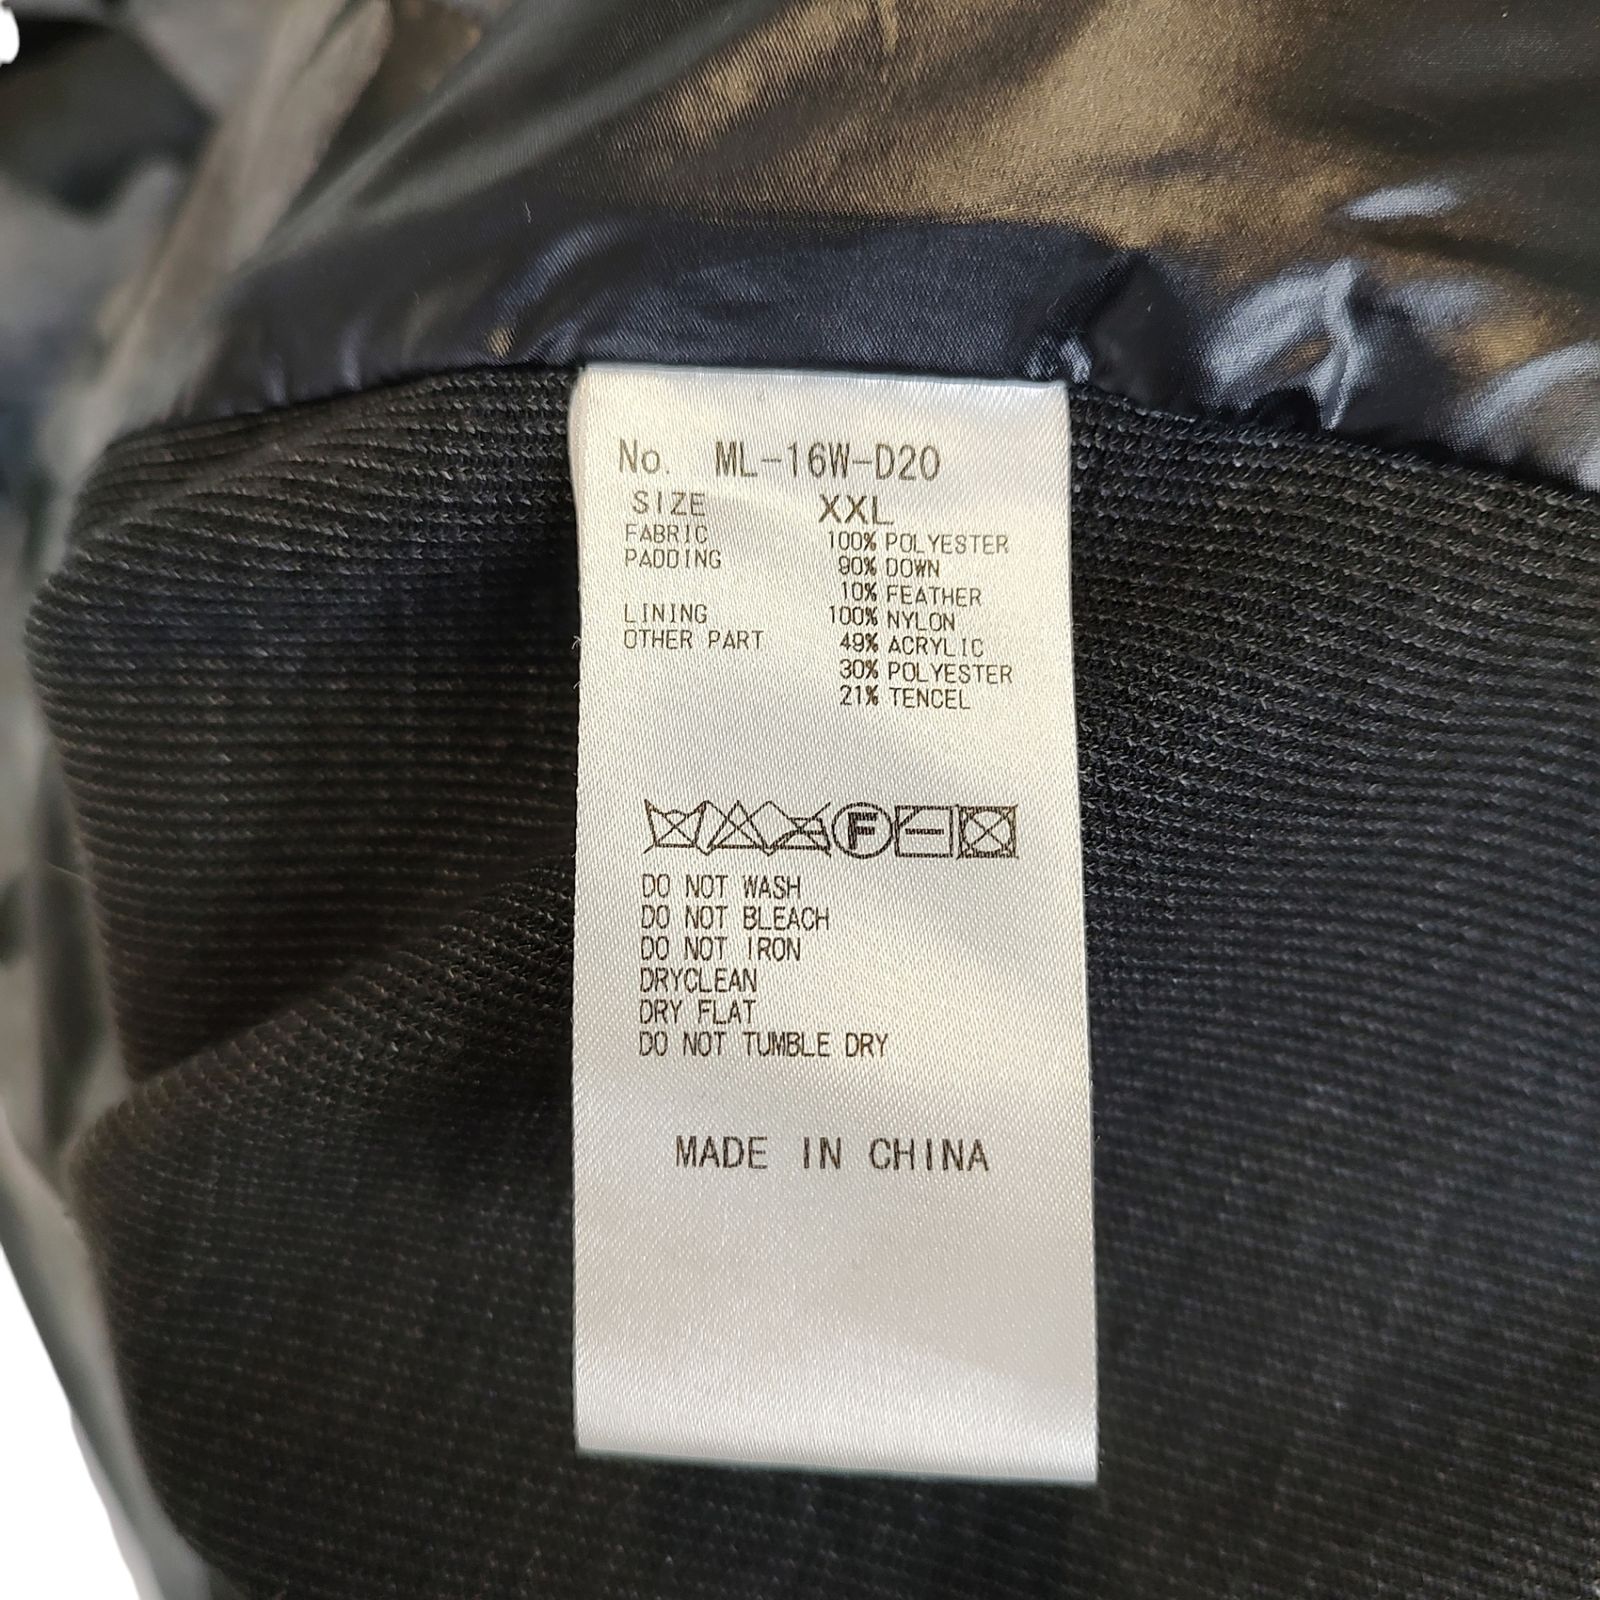 No. ML-16W-D20
SIZE XXL
FABRIC 100% POLYESTER
PADDING 90% DOWN
10% FEATHER
LINING 100% NYLON
OTHER PART 49% ACRYLIC
30% POLYESTER
21% TENCEL
F
DO NOT WASH
DO NOT BLEACH
DO NOT IRON
DRYCLEAN
DRY FLAT
DO NOT TUMBLE DRY
MADE IN CHINA